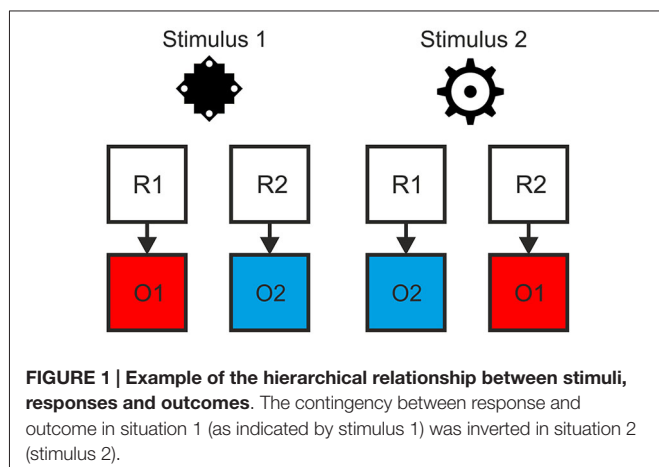 Stimulus 1 Stimulus 2
R1 R2 R1 R2
O1 O2 O2 O1
FIGURE 1 | Example of the hierarchical relationship between stimuli,
responses and outcomes. The contingency between response and
outcome in situation 1 (as indicated by stimulus 1) was inverted in situation 2
(stimulus 2).